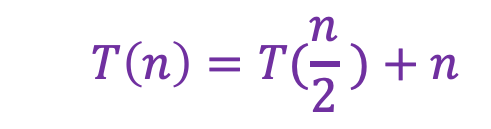 T(n) = T(n/2) + n